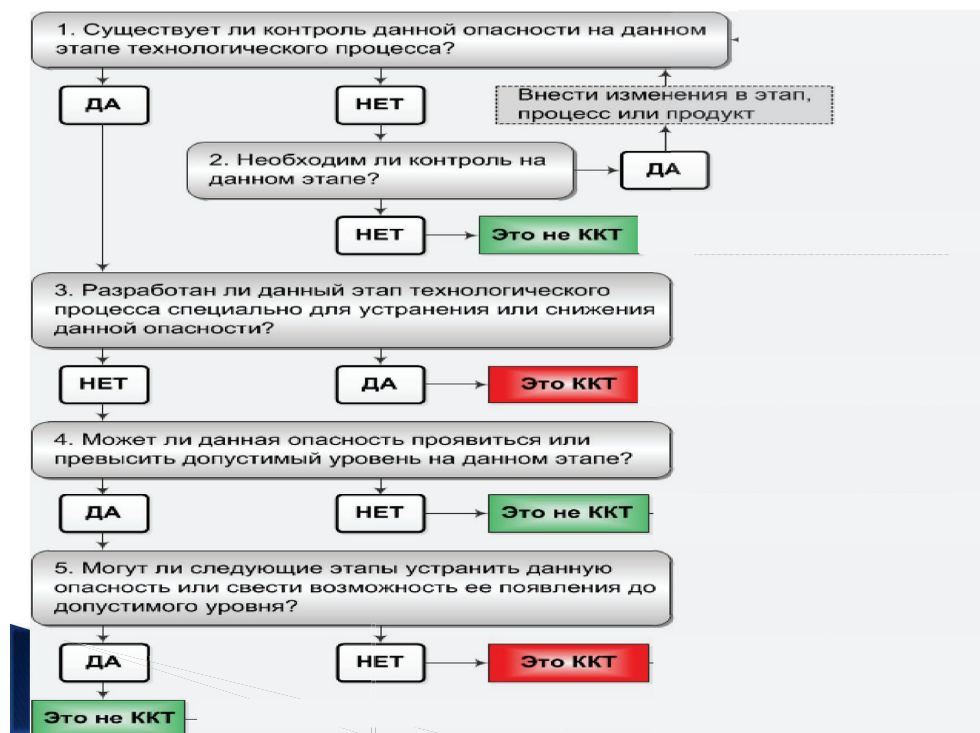 1. Существует ли контроль данной опасности на данном
этапе технологического процесса?
ДА
НЕТ
Внести изменения в этап,
процесс или продукт
2. Необходим ли контроль на
данном этапе?
ДА
НЕТ
Это не ККТ
3. Разработан ли данный этап технологического
процесса специально для устранения или снижения
данной опасности?
НЕТ
ДА
Это ККТ
4. Может ли данная опасность проявиться или
превысить допустимый уровень на данном этапе?
ДА
НЕТ
Это не ККТ
5. Могут ли следующие этапы устранить данную
опасность или свести возможность ее появления до
допустимого уровня?
ДА
НЕТ
Это ККТ
Это не ККТ